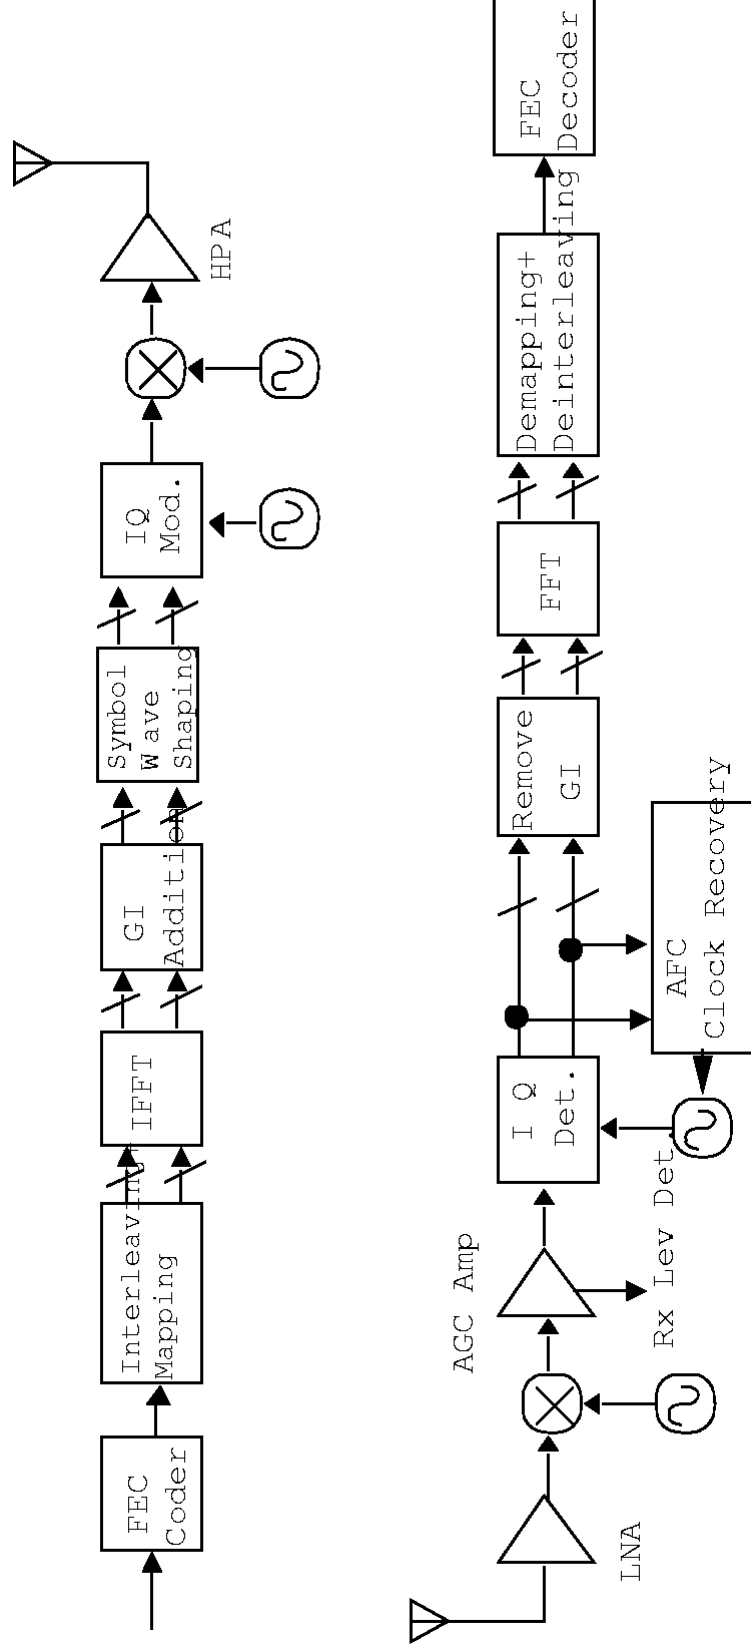 FEC
Coder
Interleaving+
Mapping
IFFT
GI
Addition
Symbol
Wave
Shaping
IQ
Mod.
HPA
LNA
AGC Amp
Rx Lev Det.
I Q
Det.
AFC
Clock Recovery
Remove
GI
FFT
Demapping+
Deinterleaving
FEC
Decoder